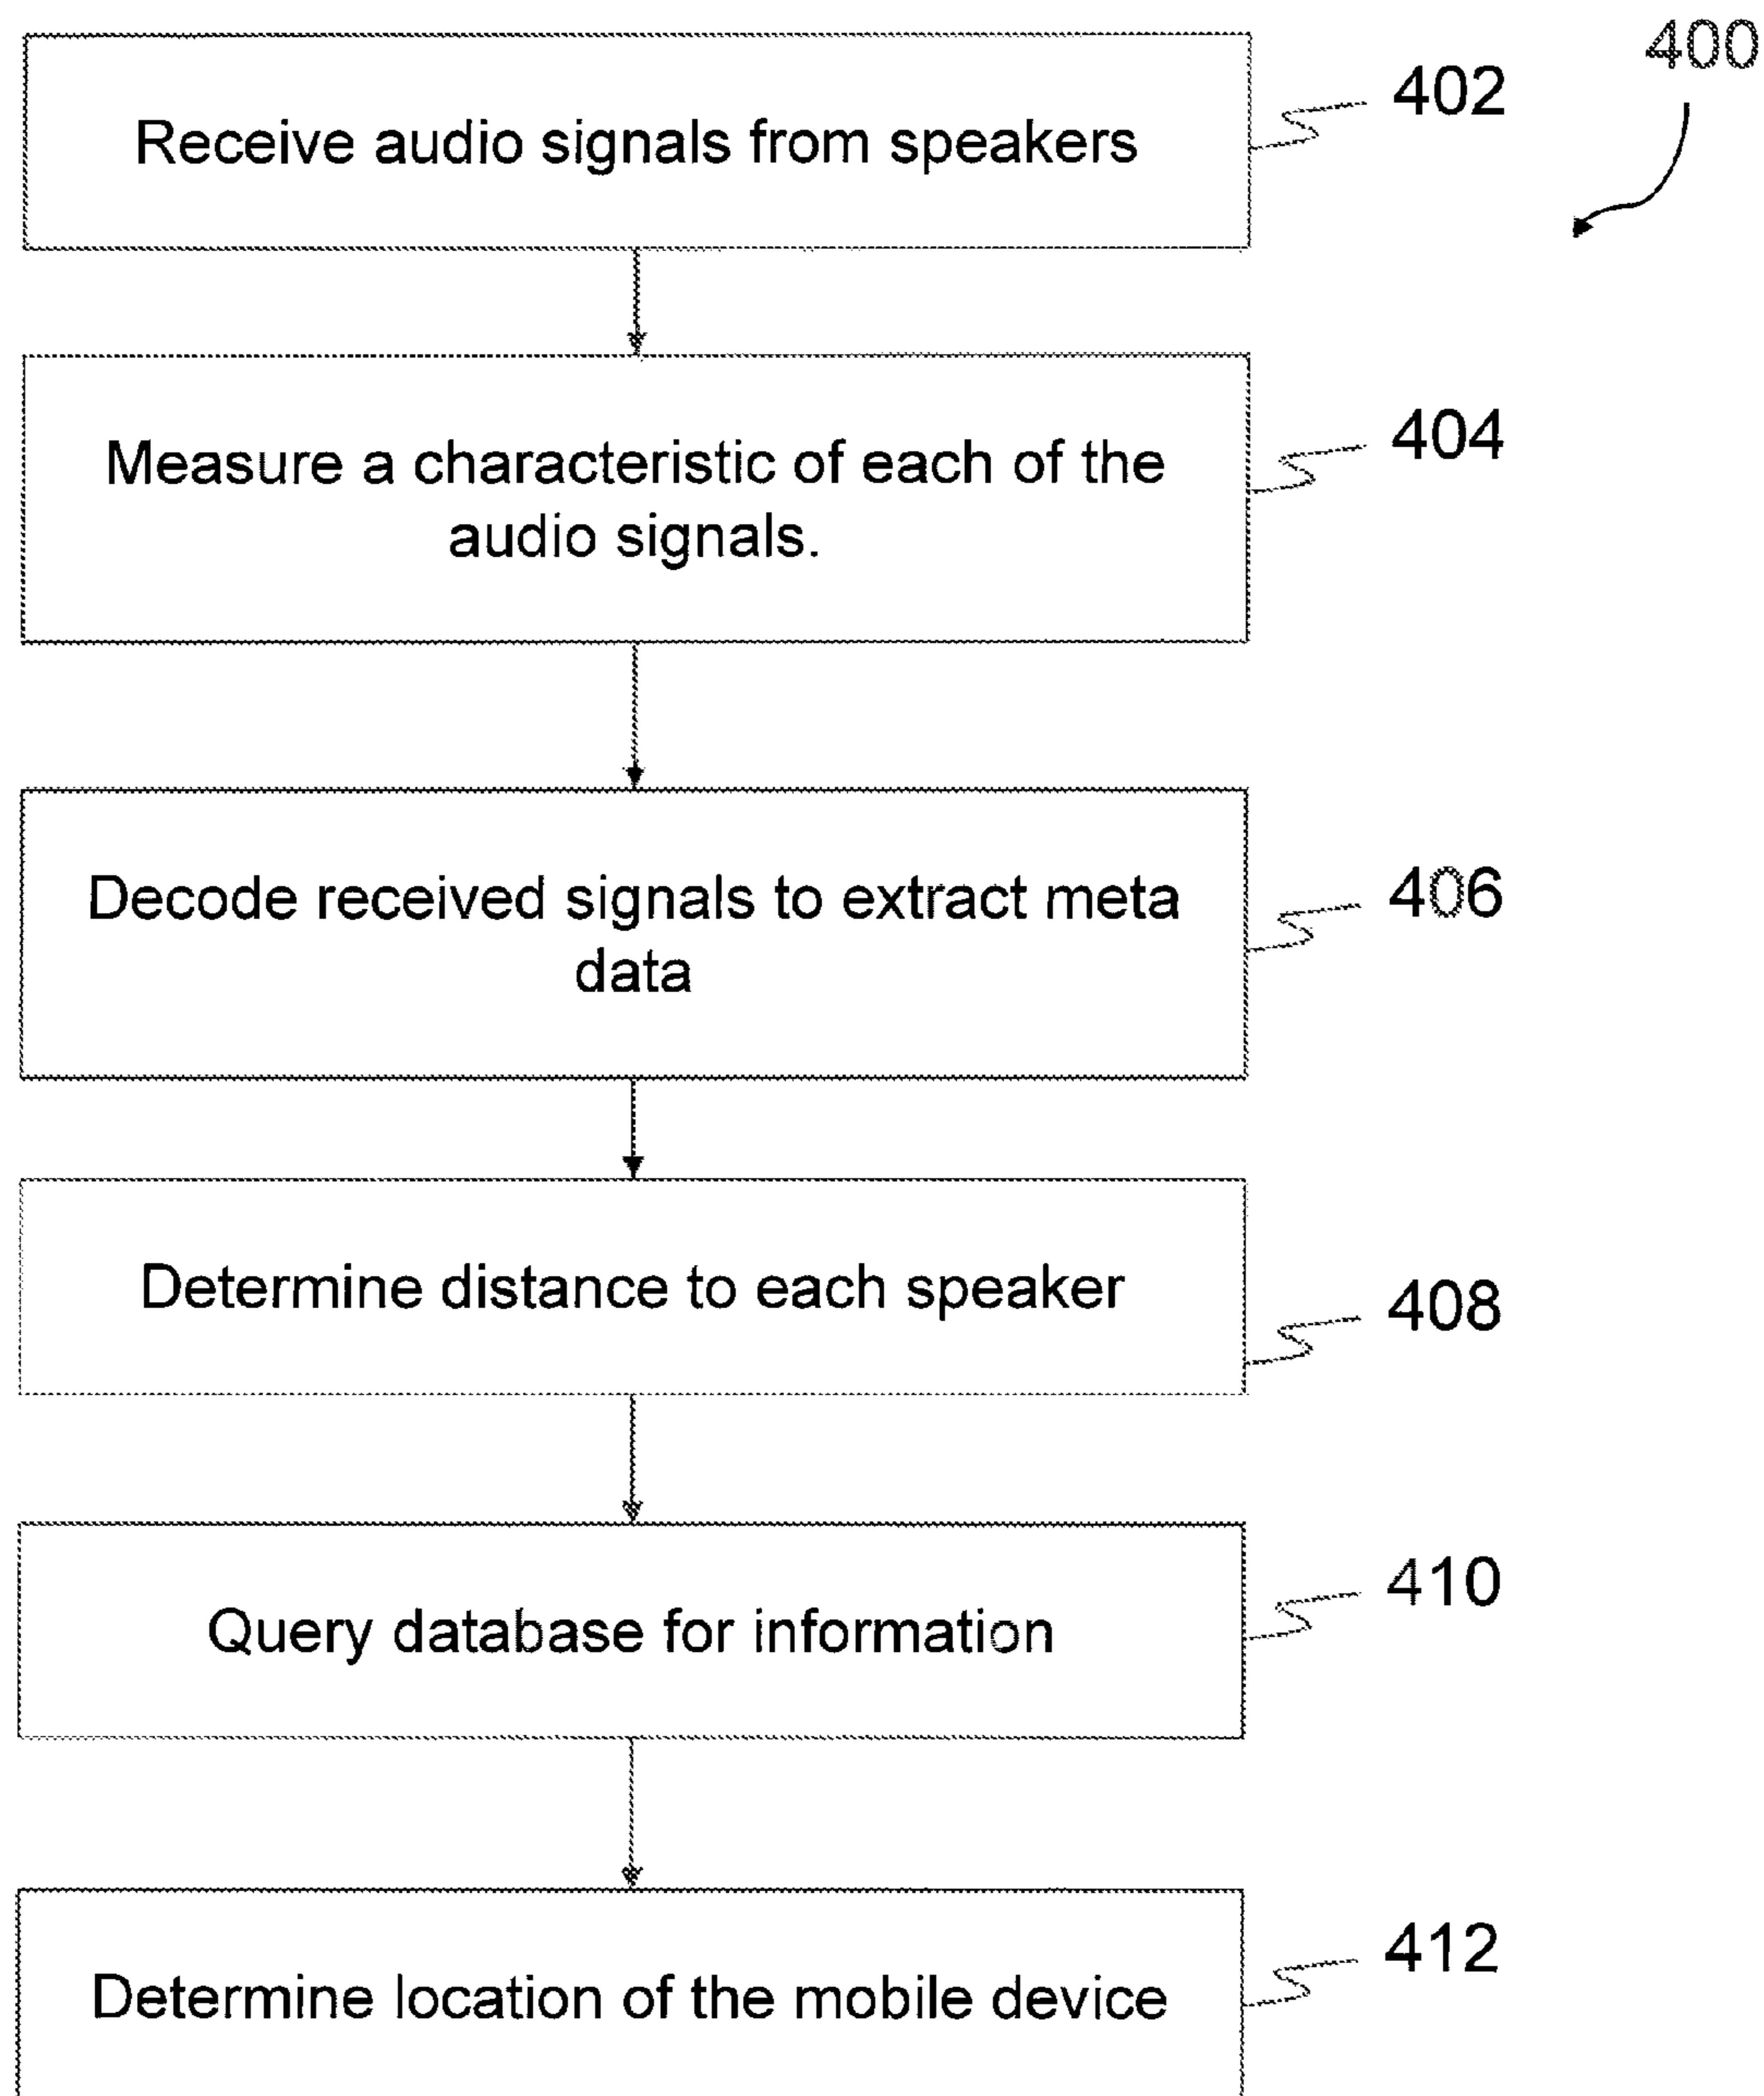 400
Receive audio signals from speakers
402
Measure a characteristic of each of the
audio signals.
404
Decode received signals to extract meta
data
406
Determine distance to each speaker
408
Query database for information
410
Determine location of the mobile device
412